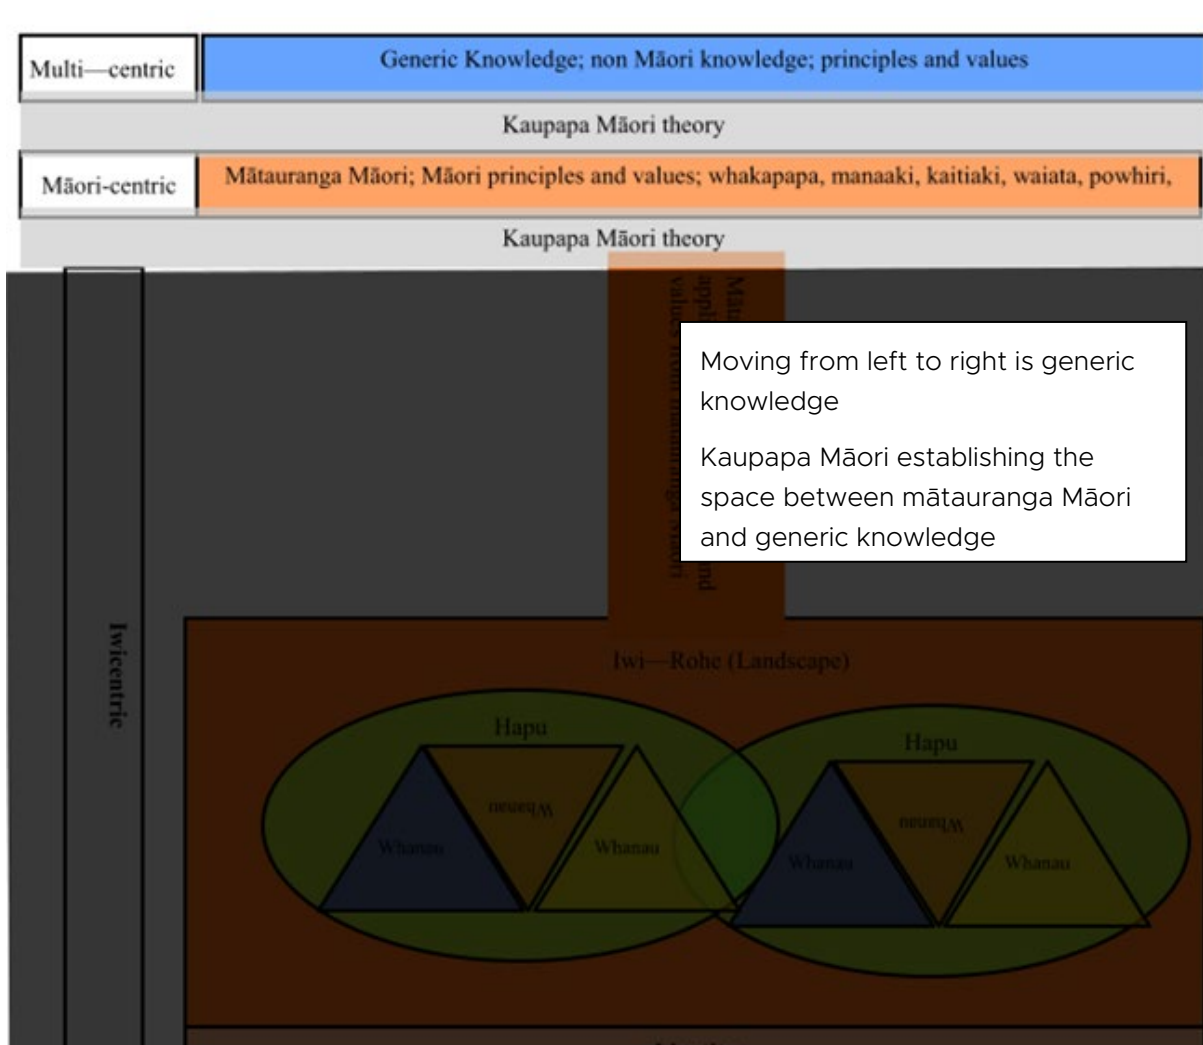 Multi—centric
Generic Knowledge; non Māori knowledge; principles and values
Kaupapa Māori theory
Māori-centric
Mātauranga Māori; Māori principles and values; whakapapa, manaaki, kaitiaki, waiata, powhiri,
Kaupapa Māori theory
Moving from left to right is generic
knowledge
Kaupapa Māori establishing the
space between mātauranga Māori
and generic knowledge
Iwicentric
Iwi—Rohe (Landscape)
Hapu
Whanau
Whanau
Whanau
Hapu
Whanau
Whanau
Whanau